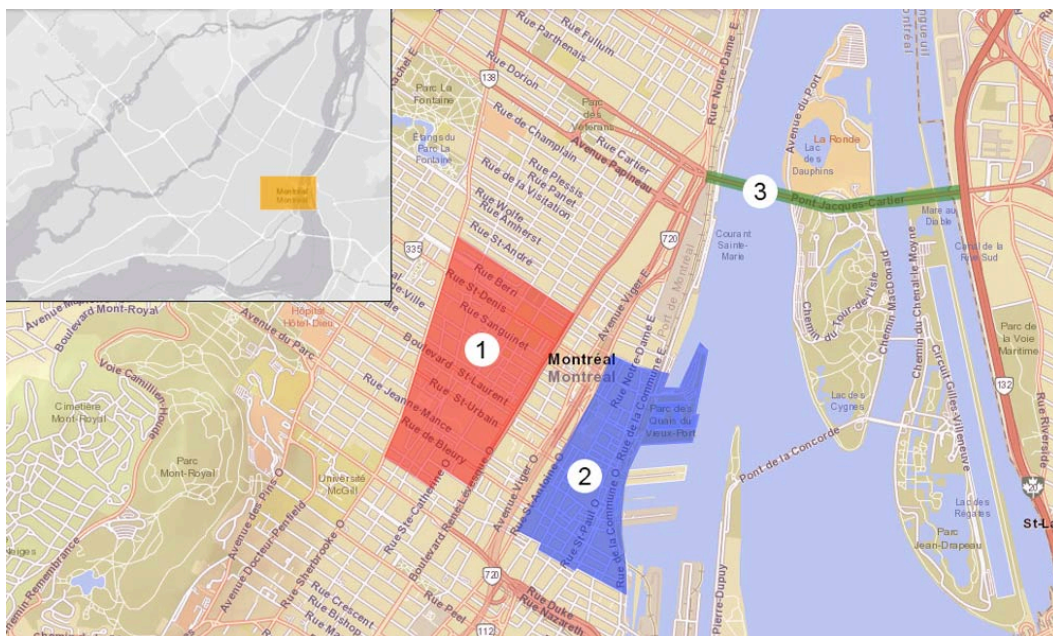 Montréal
Montréal
Rue Fullum
Rue Parthenais
Rue Dorion
138
Parc La
Fontaine
Étangs du
Parc La
Fontaine
Parc
des
Vétérans
Rue de Champlain
Rue Cartier
Avenue Papineau
Rue Plessis
Rue Panet
Rue de la Visitation
Rue Wolfe
Rue Amherst
Rue St-André
335
Rue Notre-Dame E
Avenue du Port
La Ronde
Lac
des
Dauphins
3
Pont Jacques-Cartier
Mare au
Diable
Canal de la
Rive Sud
Courant
Sainte-
Marie
720
Port de Montréal
Avenue Viger E
Rue Notre-Dame E
Rue de la Commune E
Rue Berri
Rue St-Denis
Rue Sanguinet
1
Boulevard St-Laurent
Rue St-Urbain
Rue Jeanne-Mance
Rue de Bleury
Hôpital
Hôtel-Dieu
Avenue du Parc
Boulevard Mont-Royal
Voie Camillien-Houde
Cimetière
Mont-Royal
Parc
Mont-Royal
Université
McGill
Avenue des Pins O
Avenue Docteur-Penfield
Rue Sherbrooke O
Rue Ste-Catherine O
Boulevard René-Lévesque O
Avenue Viger O
Rue St-Antoine O
Montréal
Montréal
Parc des
Quais du
Vieux-Port
2
Rue St-Paul O
Rue de la Commune O
Chemin du Tour-de-l'Isle
Chemin MacDonald
Chemin du Chenal-le-Moyne
Circuit Gilles-Villeneuve
Lac des
Cygnes
Pont de la Concorde
Lac des
Régates
Parc
Jean-Drapeau
Parc de
la Voie
Maritime
132
Rue Riverside
20
720
Rue Crescent
Rue Bishop
Rue Peel
112
Rue Duke
Rue Nazareth
Pierre-Dupuy
Chemin Remembrance